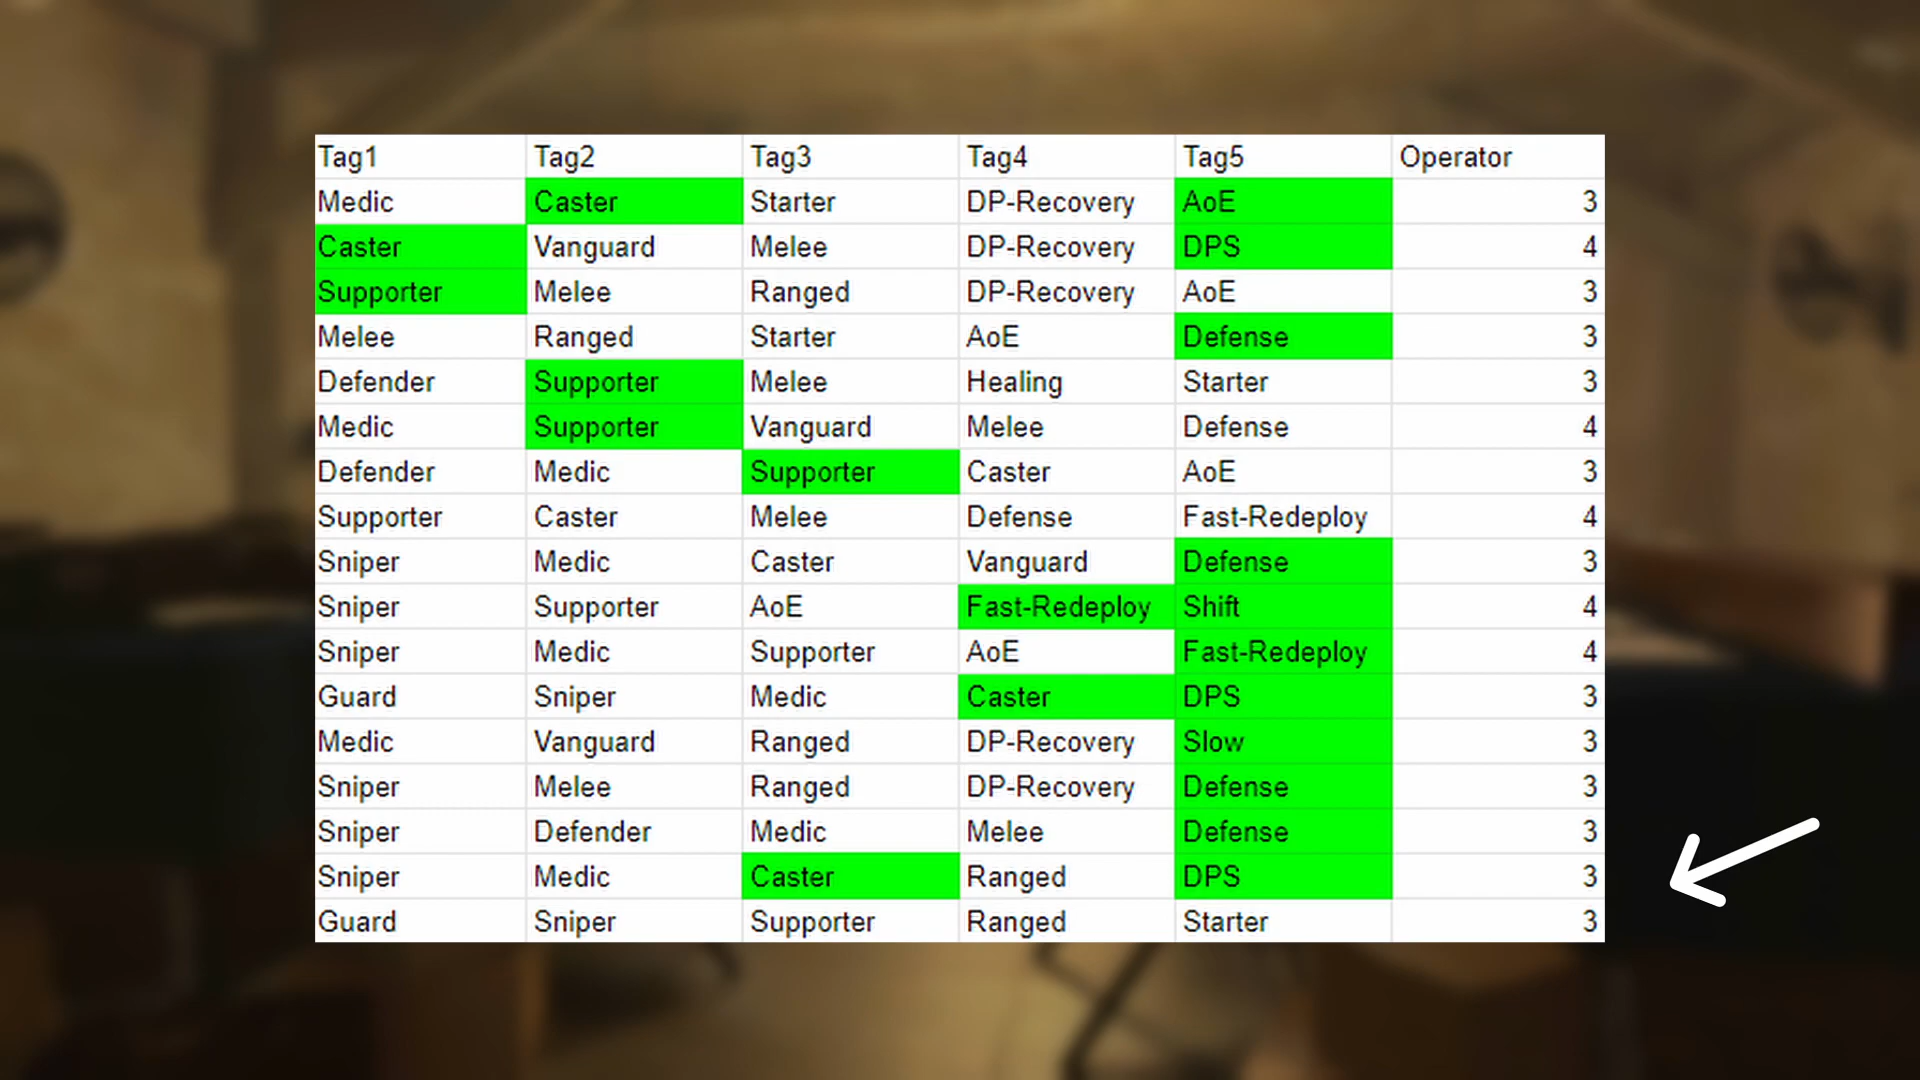 Tag1 Tag2 Tag3 Tag4 Tag5 Operator
Medic Caster Starter DP-Recovery AoE 3
Caster Vanguard Melee DP-Recovery DPS 4
Supporter Melee Ranged DP-Recovery AoE 3
Melee Ranged Starter AoE Defense 3
Defender Supporter Melee Healing Starter 3
Medic Supporter Vanguard Melee Defense 4
Defender Medic Supporter Caster AoE 3
Supporter Caster Melee Defense Fast-Redeploy 4
Sniper Medic Caster Vanguard Defense 3
Sniper Supporter AoE Fast-Redeploy Shift 4
Sniper Medic Supporter AoE Fast-Redeploy 4
Guard Sniper Medic Caster DPS 3
Medic Vanguard Ranged DP-Recovery Slow 3
Sniper Melee Ranged DP-Recovery Defense 3
Sniper Defender Medic Melee Defense 3
Sniper Medic Caster Ranged DPS 3
Guard Sniper Supporter Ranged Starter 3